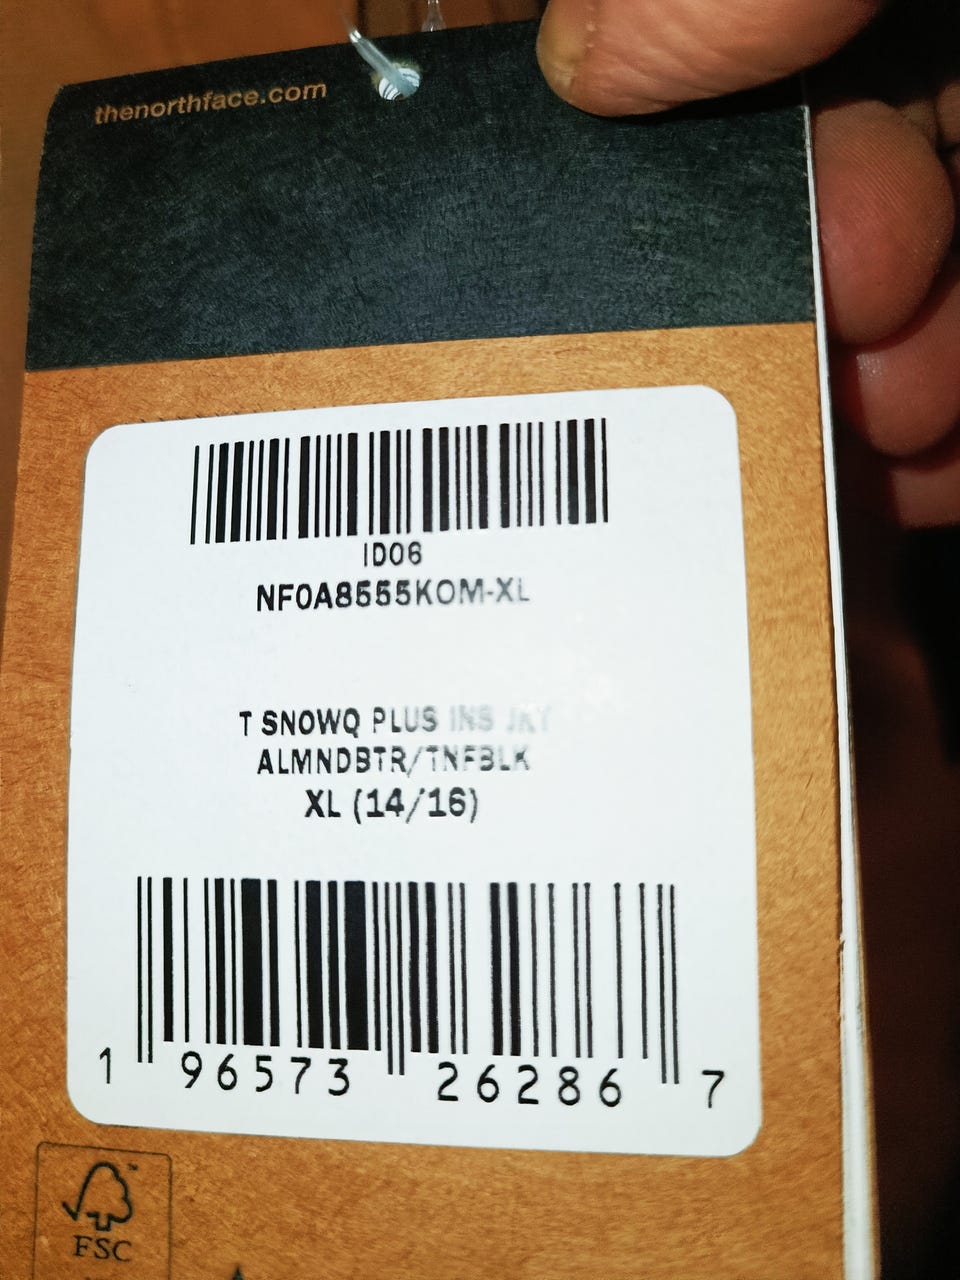 thenorthface.com
ID06
NF0A8555KOM-XL
T SNOWQ PLUS INS JKT
ALMNDBTR/TNFBLK
XL (14/16)
1 96573 26286 7
™
FSC